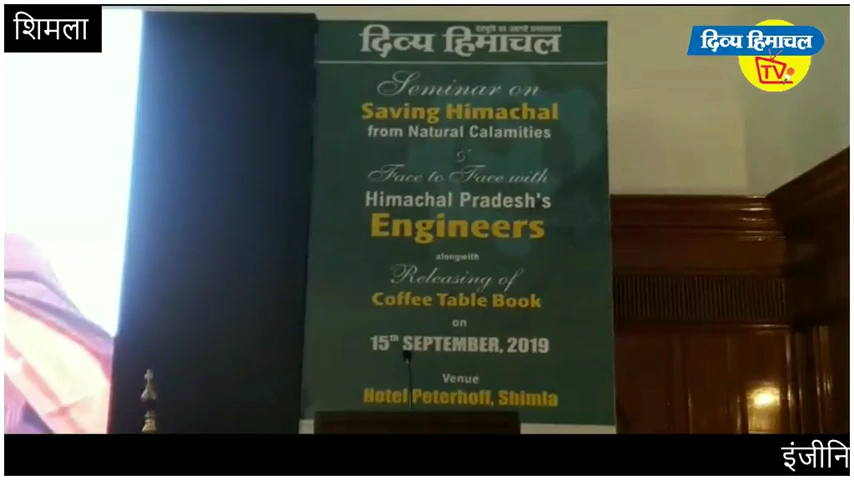 शिमला
दिव्य हिमाचल
TV
दिव्य हिमाचल
Seminar on
Saving Himachal
from Natural Calamities
&
Face to Face with
Himachal Pradesh's
Engineers
alongwith
Releasing of
Coffee Table Book
on
15th SEPTEMBER, 2019
Venue
Hotel Peterhoff, Shimla
इंजीनि